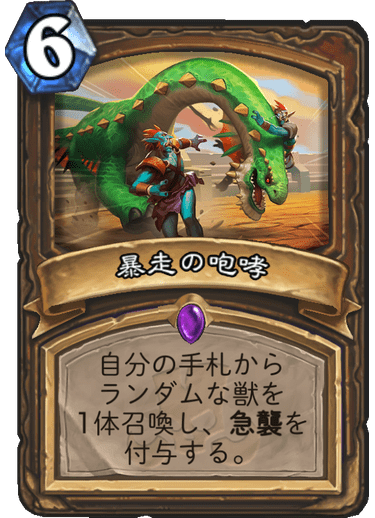 6
暴走の咆哮
自分の手札から
ランダムな獣を
1体召喚し、急襲を
付与する。